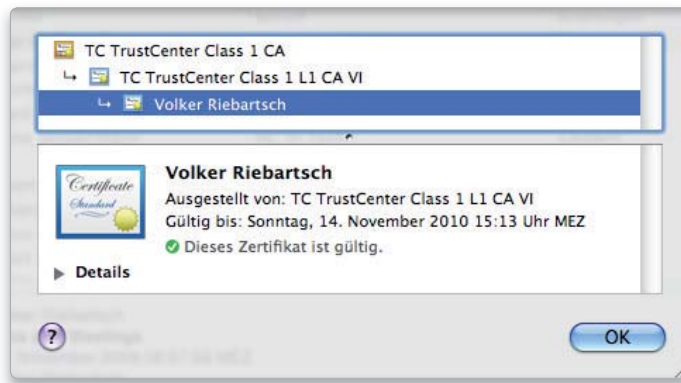 TC TrustCenter Class 1 CA
TC TrustCenter Class 1 L1 CA VI
Volker Riebartsch
Certificate
Standard
Volker Riebartsch
Ausgestellt von: TC TrustCenter Class 1 L1 CA VI
Gültig bis: Sonntag, 14. November 2010 15:13 Uhr MEZ
Dieses Zertifikat ist gültig.
Details
? OK